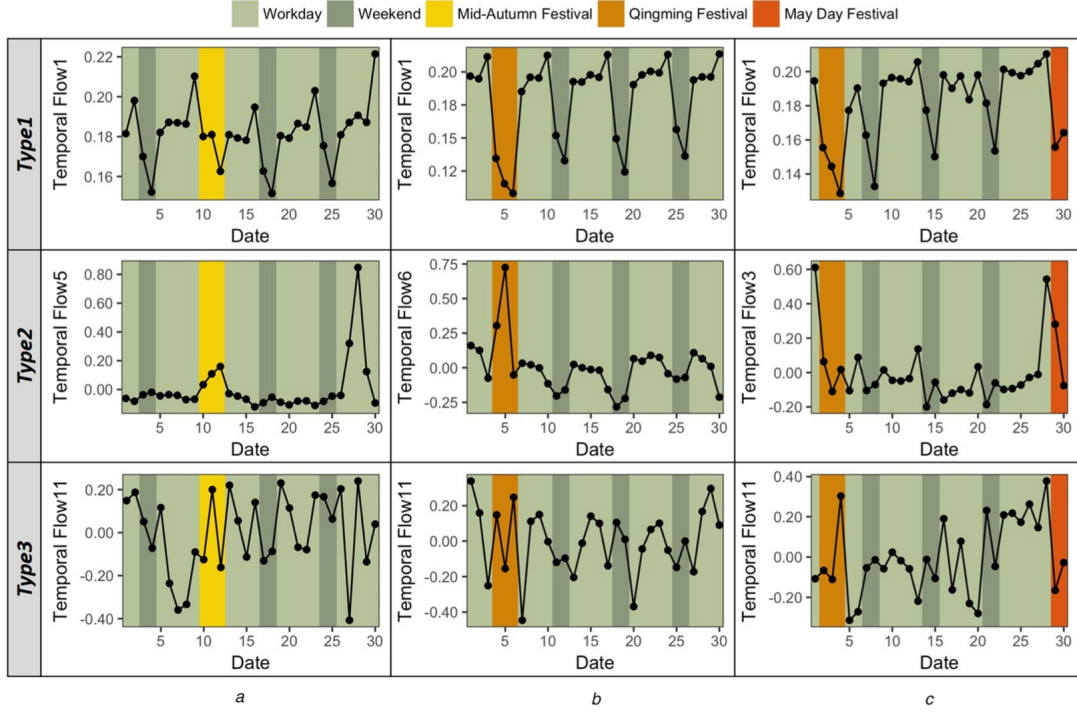 Workday Weekend Mid-Autumn Festival Qingming Festival May Day Festival
Type1
Temporal Flow1
0.22
0.20
0.18
0.16
5 10 15 20 25 30
Date
Temporal Flow1
0.20
0.18
0.15
0.12
5 10 15 20 25 30
Date
Temporal Flow1
0.20
0.18
0.16
0.14
5 10 15 20 25 30
Date
Type2
Temporal Flow5
0.80
0.60
0.40
0.20
0.00
5 10 15 20 25 30
Date
Temporal Flow6
0.75
0.50
0.25
0.00
-0.25
5 10 15 20 25 30
Date
Temporal Flow3
0.60
0.40
0.20
0.00
-0.20
5 10 15 20 25 30
Date
Type3
Temporal Flow11
0.20
0.00
-0.20
-0.40
5 10 15 20 25 30
Date
Temporal Flow11
0.20
0.00
-0.20
-0.40
5 10 15 20 25 30
Date
Temporal Flow11
0.40
0.20
0.00
-0.20
5 10 15 20 25 30
Date
a b c